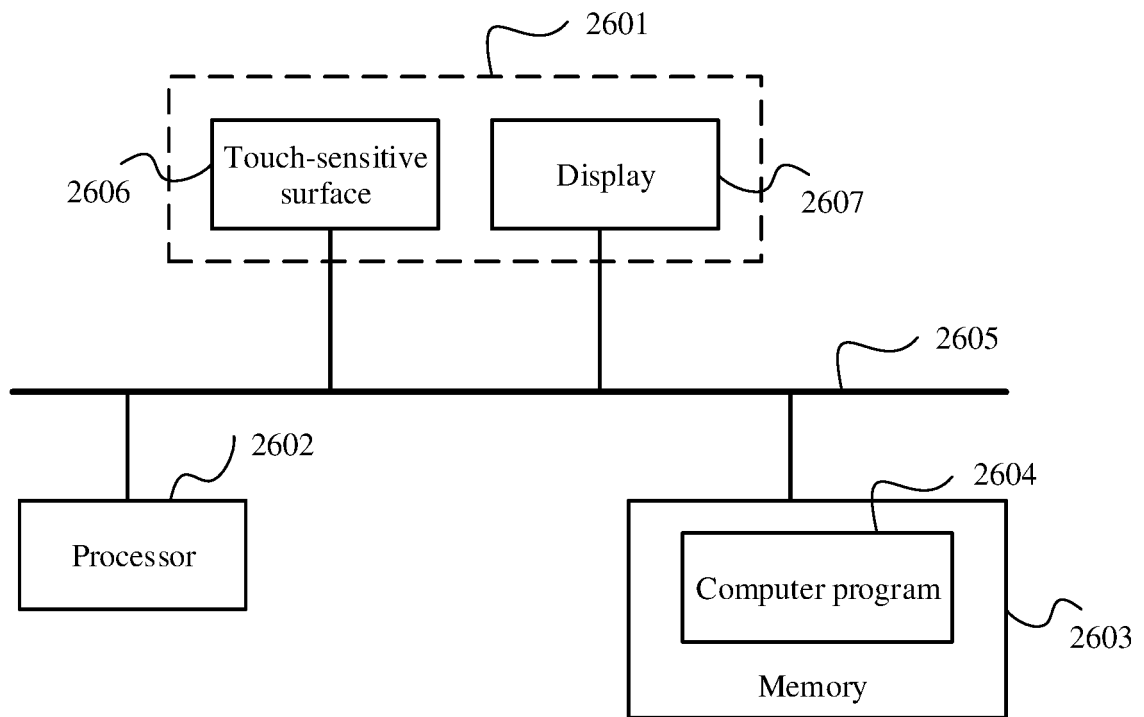 2601
Touch-sensitive
surface
Display
2606
2607
2605
2602
2604
Processor
Computer program
2603
Memory